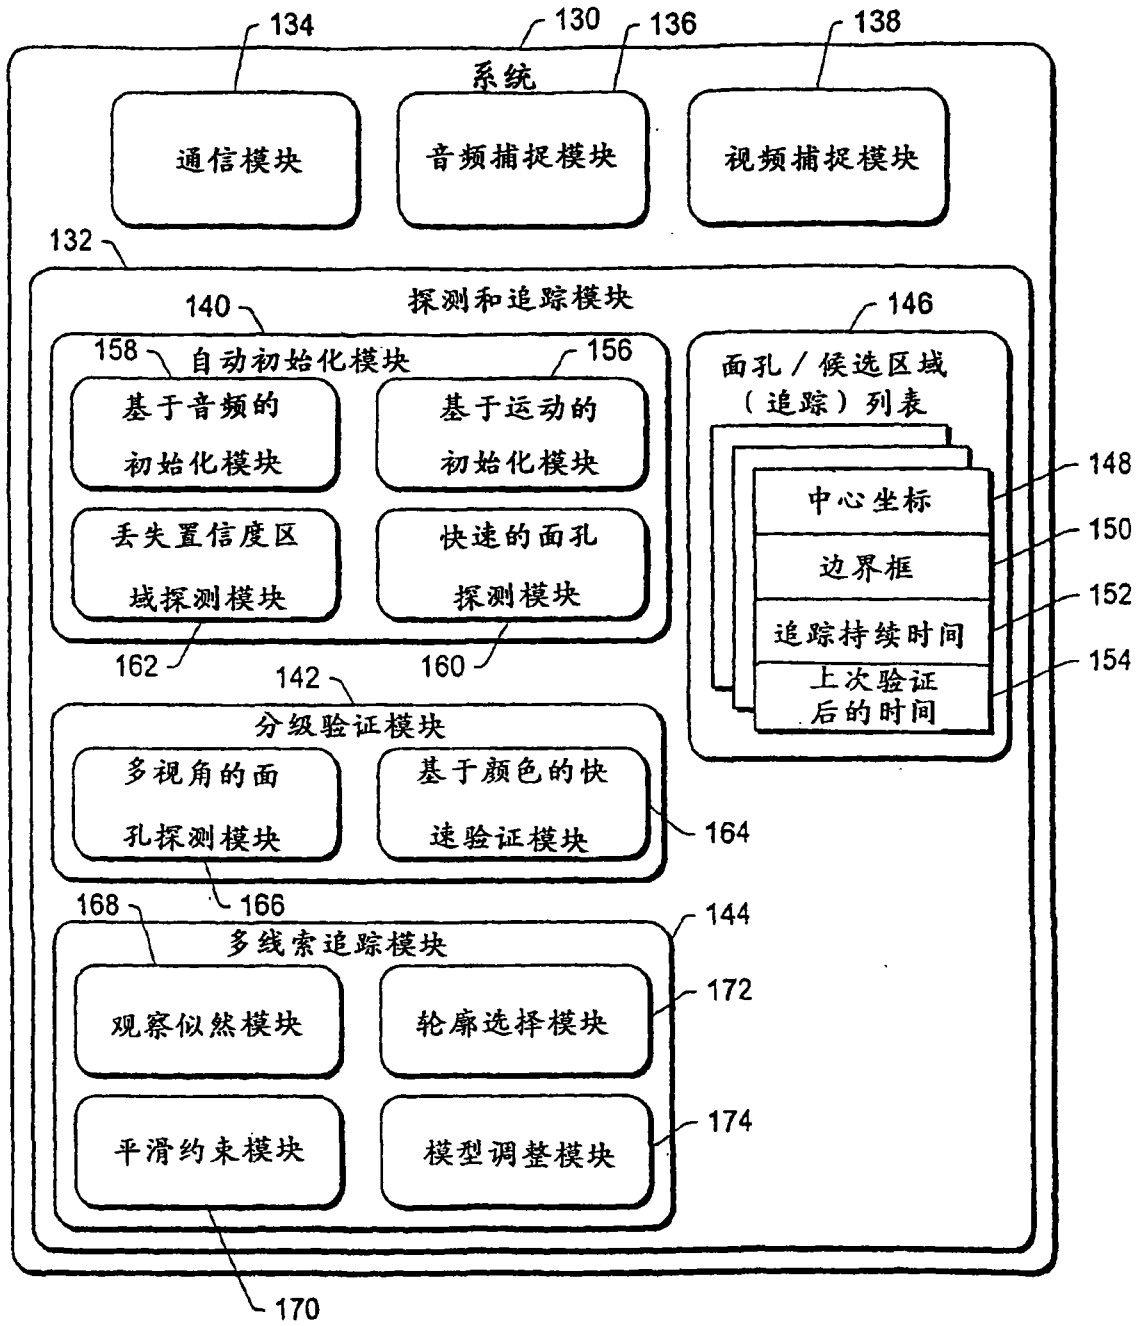 134
130
136
138
系统
通信模块
音频捕捉模块
视频捕捉模块
132
探测和追踪模块
140
146
158
自动初始化模块
156
基于音频的
初始化模块
基于运动的
初始化模块
丢失置信度区
域探测模块
快速的面孔
探测模块
162
160
面孔/候选区域
(追踪)列表
中心坐标
148
边界框
150
追踪持续时间
152
上次验证
后的时间
154
142
分级验证模块
多视角的面
孔探测模块
基于颜色的快
速验证模块
164
166
168
144
多线索追踪模块
观察似然模块
轮廓选择模块
172
平滑约束模块
模型调整模块
174
170